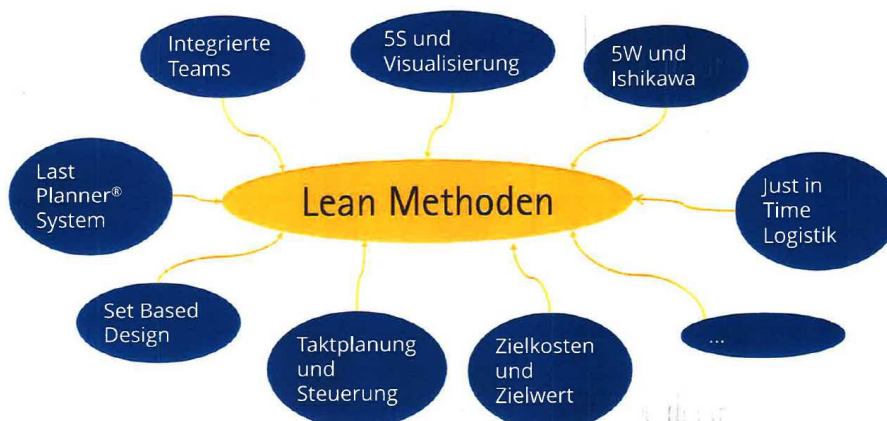 Integrierte
Teams
5S und
Visualisierung
5W und
Ishikawa
Last
Planner®
System
Lean Methoden
Just in
Time
Logistik
Set Based
Design
Taktplanung
und
Steuerung
Zielkosten
und
Zielwert
...